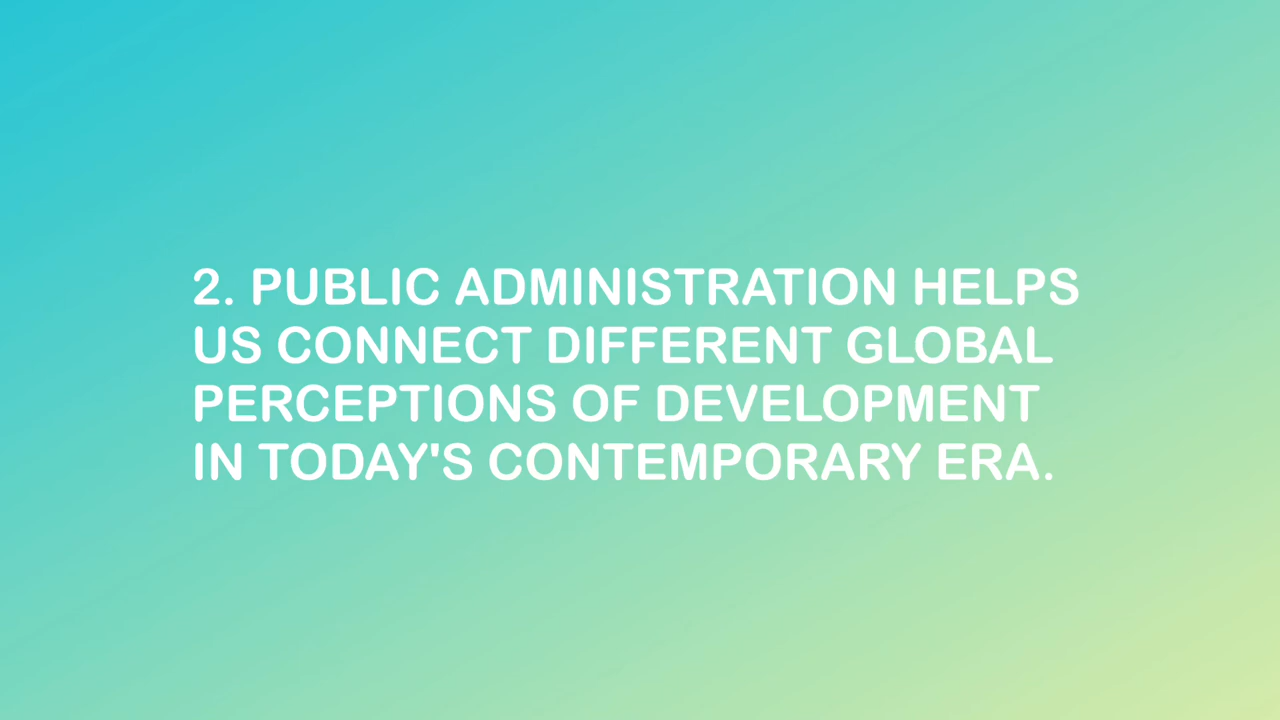 2. PUBLIC ADMINISTRATION HELPS
US CONNECT DIFFERENT GLOBAL
PERCEPTIONS OF DEVELOPMENT
IN TODAY'S CONTEMPORARY ERA.